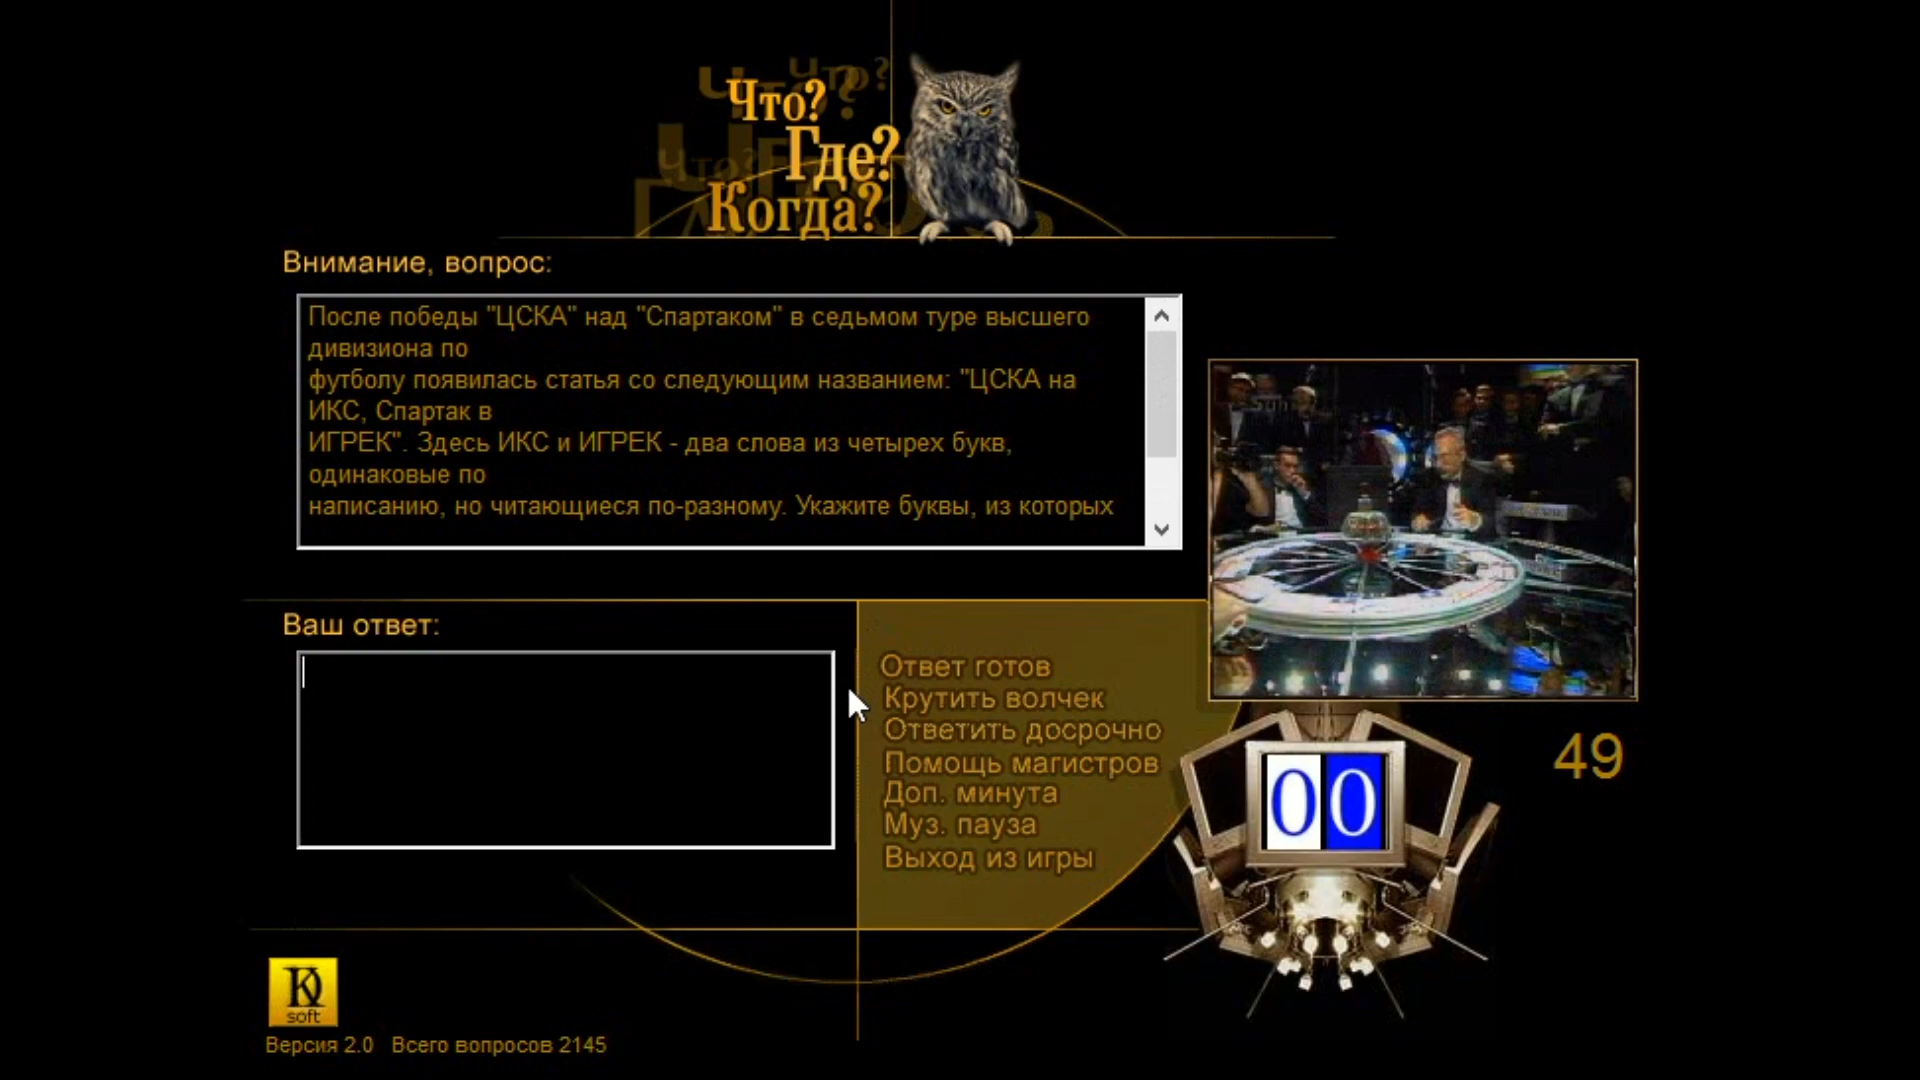 Что?
Где?
Когда?
Внимание, вопрос:
После победы "ЦСКА" над "Спартаком" в седьмом туре высшего
дивизиона по
футболу появилась статья со следующим названием: "ЦСКА на
ИКС, Спартак в
ИГРЕК". Здесь ИКС и ИГРЕК - два слова из четырех букв,
одинаковые по
написанию, но читающиеся по-разному. Укажите буквы, из которых
Ваш ответ:
Ответ готов
Крутить волчек
Ответить досрочно
Помощь магистров
Доп. минута
Муз. пауза
Выход из игры
49
00
KD
soft
Версия 2.0 Всего вопросов 2145